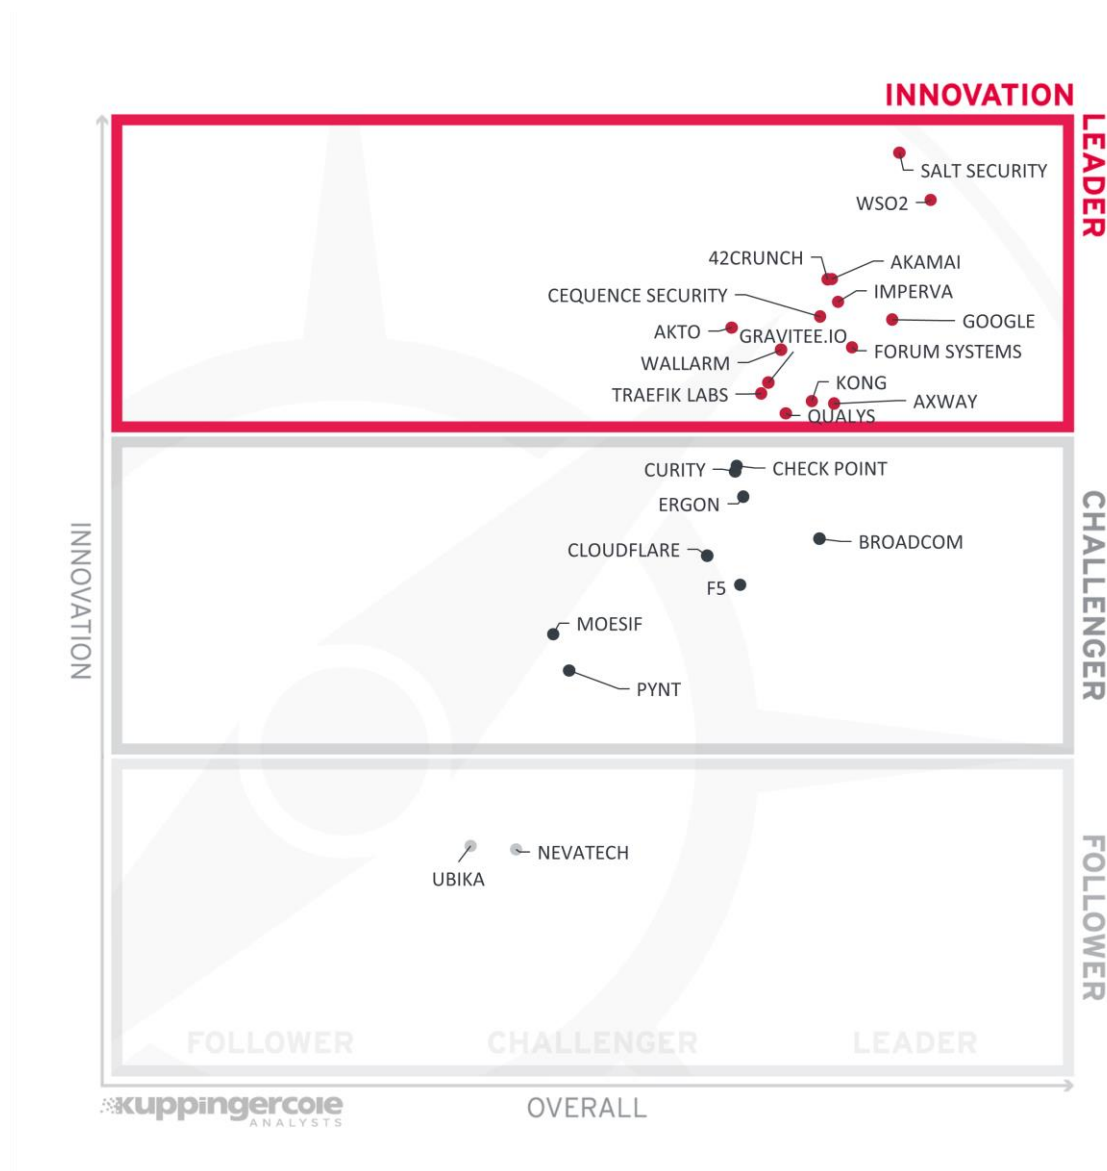 INNOVATION
LEADER
SALT SECURITY
WSO2
42CRUNCH
AKAMAI
IMPERVA
CEQUENCE SECURITY
GOOGLE
AKTO
GRAVITEE.IO
FORUM SYSTEMS
WALLARM
KONG
TRAEFIK LABS
AXWAY
QUALYS
CURITY
CHECK POINT
ERGON
BROADCOM
CLOUDFLARE
F5
MOESIF
PYNT
INNOVATION
CHALLENGER
UBIKA
NEVATECH
FOLLOWER
FOLLOWER
CHALLENGER
LEADER
kuppingercole
ANALYSTS
OVERALL